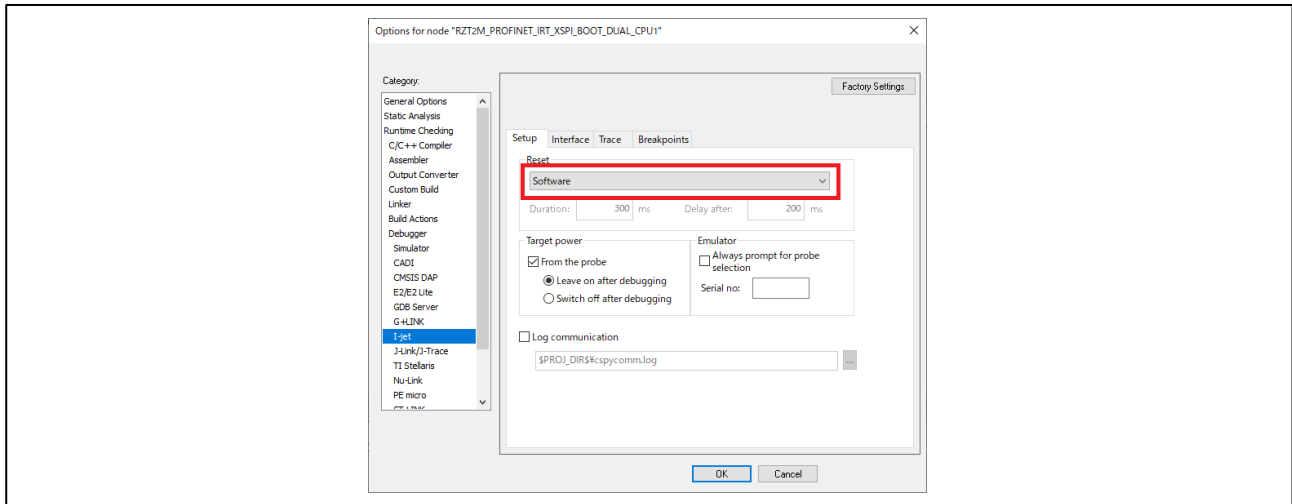 Options for node "RZT2M_PROFINET_IRT_XSPI_BOOT_DUAL_CPU1"
Category:
General Options
Static Analysis
Runtime Checking
C/C++ Compiler
Assembler
Output Converter
Custom Build
Linker
Build Actions
Debugger
Simulator
CADI
CMSIS DAP
E2/E2 Lite
GDB Server
G+LINK
I-jet
J-Link/J-Trace
TI Stellaris
Nu-Link
PE micro
Factory Settings
Setup Interface Trace Breakpoints
Reset
Software
Duration: 300 ms Delay after: 200 ms
Target power
From the probe
Leave on after debugging
Switch off after debugging
Emulator
Always prompt for probe
selection
Serial no:
Log communication
$PROJ_DIR$¥cspycomm.log
...
OK Cancel